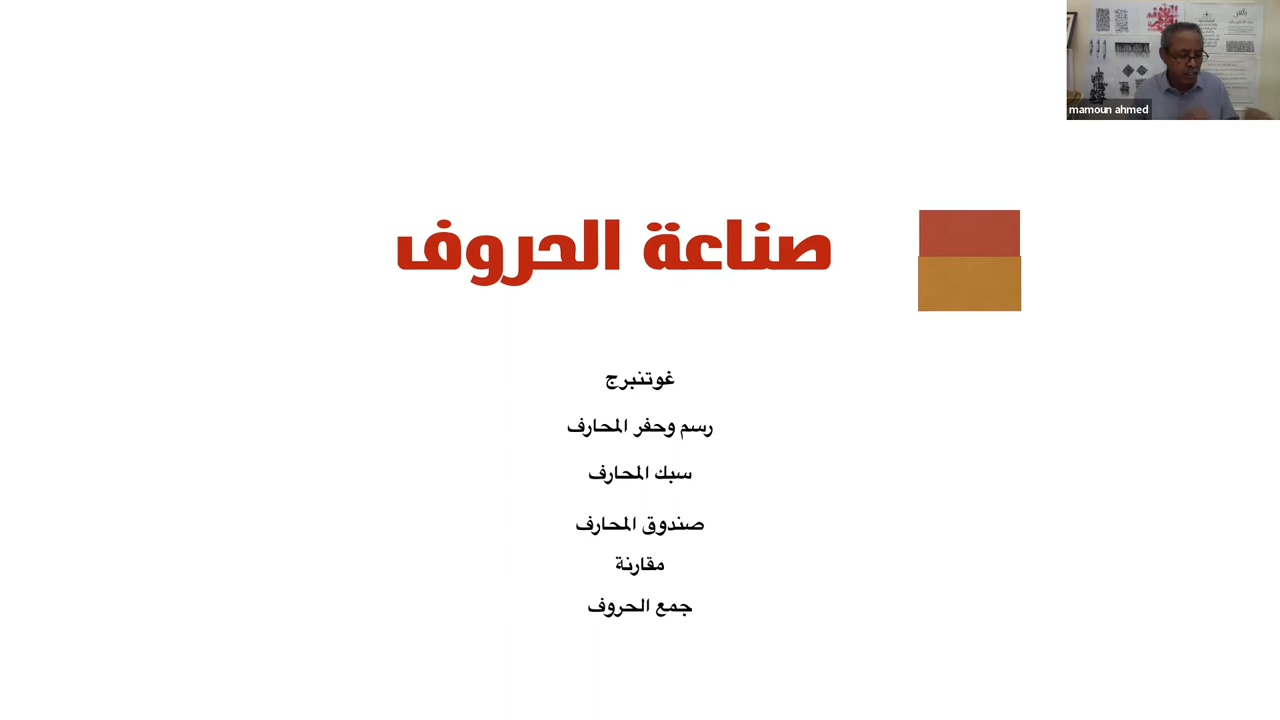 mamoun ahmed
صناعة الحروف
غوتنبرج
رسم وحفر المحارف
سبك المحارف
صندوق المحارف
مقارنة
جمع الحروف